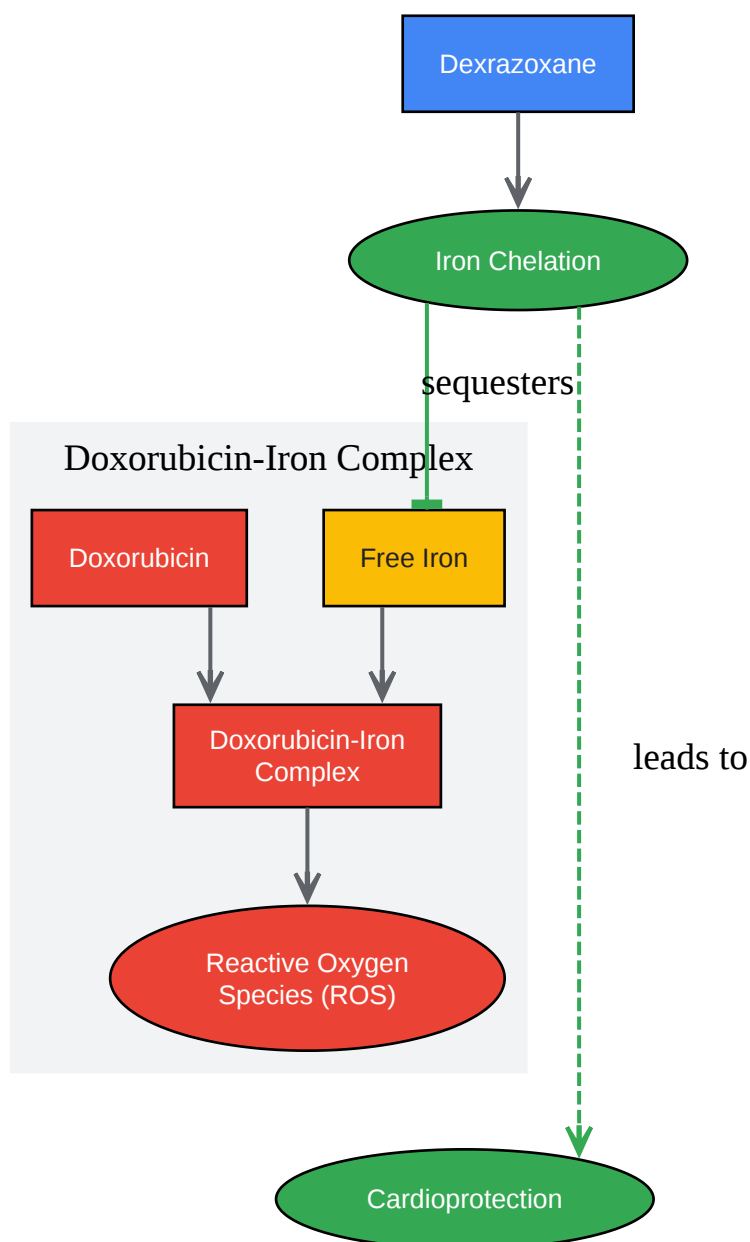 Dexrazoxane
Iron Chelation
sequesters
Doxorubicin-Iron Complex
Doxorubicin
Free Iron
Doxorubicin-Iron
Complex
leads to
Reactive Oxygen
Species (ROS)
Cardioprotection